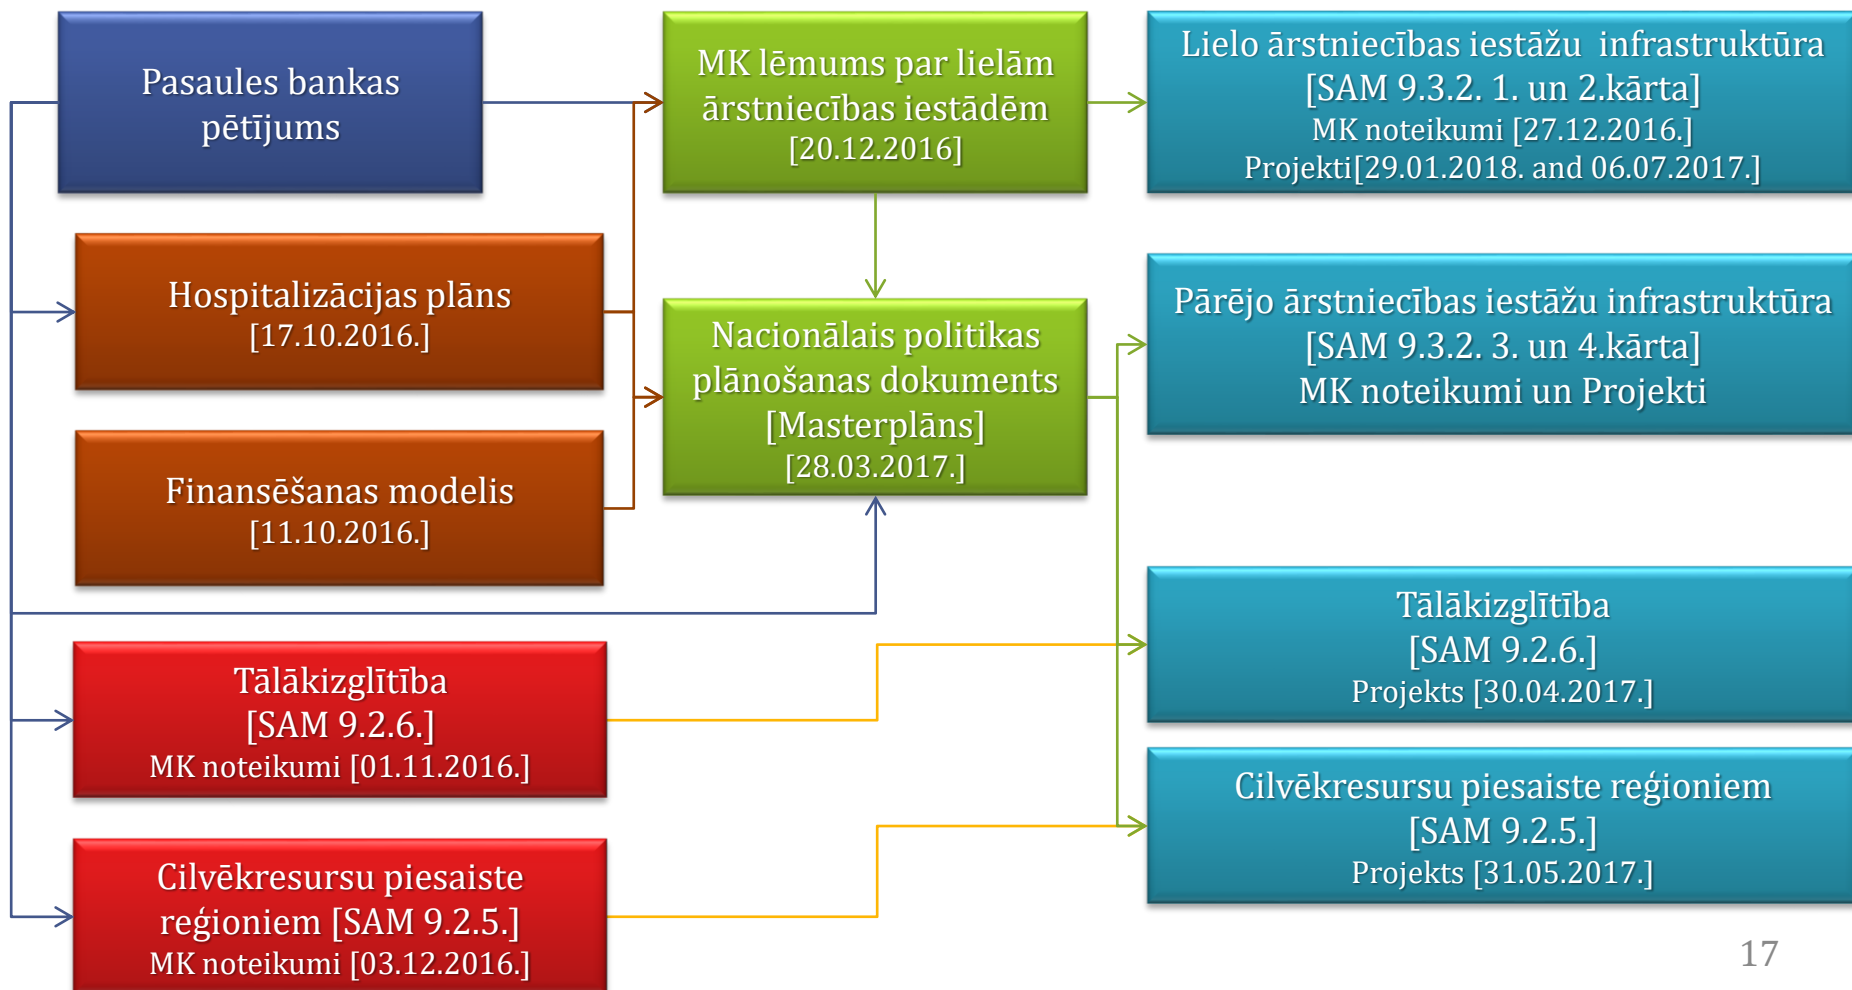 Pasaules bankas
pētījums
MK lēmums par lielām
ārstniecības iestādēm
[20.12.2016]
Lielo ārstniecības iestāžu  infrastruktūra
[SAM 9.3.2. 1. un 2.kārta]
MK noteikumi [27.12.2016.]
Projekti[29.01.2018. and 06.07.2017.]
Hospitalizācijas plāns
[17.10.2016.]
Nacionālais politikas
plānošanas dokuments
[Masterplāns]
[28.03.2017.]
Pārējo ārstniecības iestāžu infrastruktūra
[SAM 9.3.2. 3. un 4.kārta]
MK noteikumi un Projekti
Finansēšanas modelis
[11.10.2016.]
Tālākizglītība
[SAM 9.2.6.]
MK noteikumi [01.11.2016.]
Tālākizglītība
[SAM 9.2.6.]
Projekts [30.04.2017.]
Cilvēkresursu piesaiste
reģioniem [SAM 9.2.5.]
MK noteikumi [03.12.2016.]
Cilvēkresursu piesaiste reģioniem
[SAM 9.2.5.]
Projekts [31.05.2017.]
17